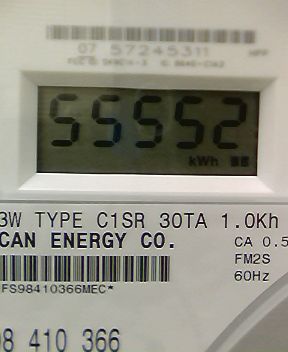 07 57245311
55552
kWh
3W TYPE C1SR 30TA 1.0Kh
CAN ENERGY CO.
CA 0.5
FM2S
60Hz
FS98410366MEC*
98 410 366